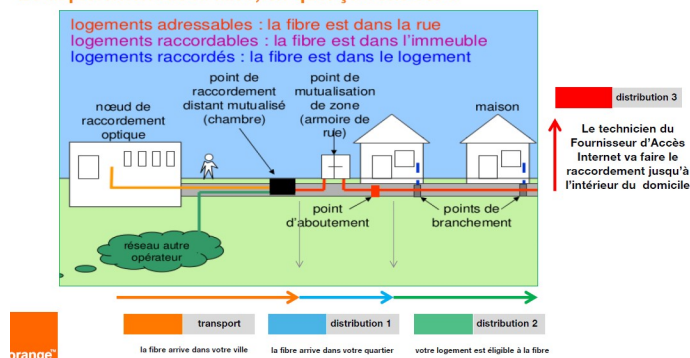 logements adressables : la fibre est dans la rue
logements raccordables : la fibre est dans l'immeuble
logements raccordés : la fibre est dans le logement
nœud de
raccordement
optique
point de
raccordement
distant mutualisé
(chambre)
point de
mutualisation
de zone
(armoire de
rue)
maison
distribution 3
Le technicien du
Fournisseur d'Accès
Internet va faire le
raccordement jusqu'à
l'intérieur du domicile
point
d'aboutement
points de
branchement
réseau autre
opérateur
transport
distribution 1
distribution 2
la fibre arrive dans votre ville
la fibre arrive dans votre quartier
votre logement est éligible à la fibre
orange™